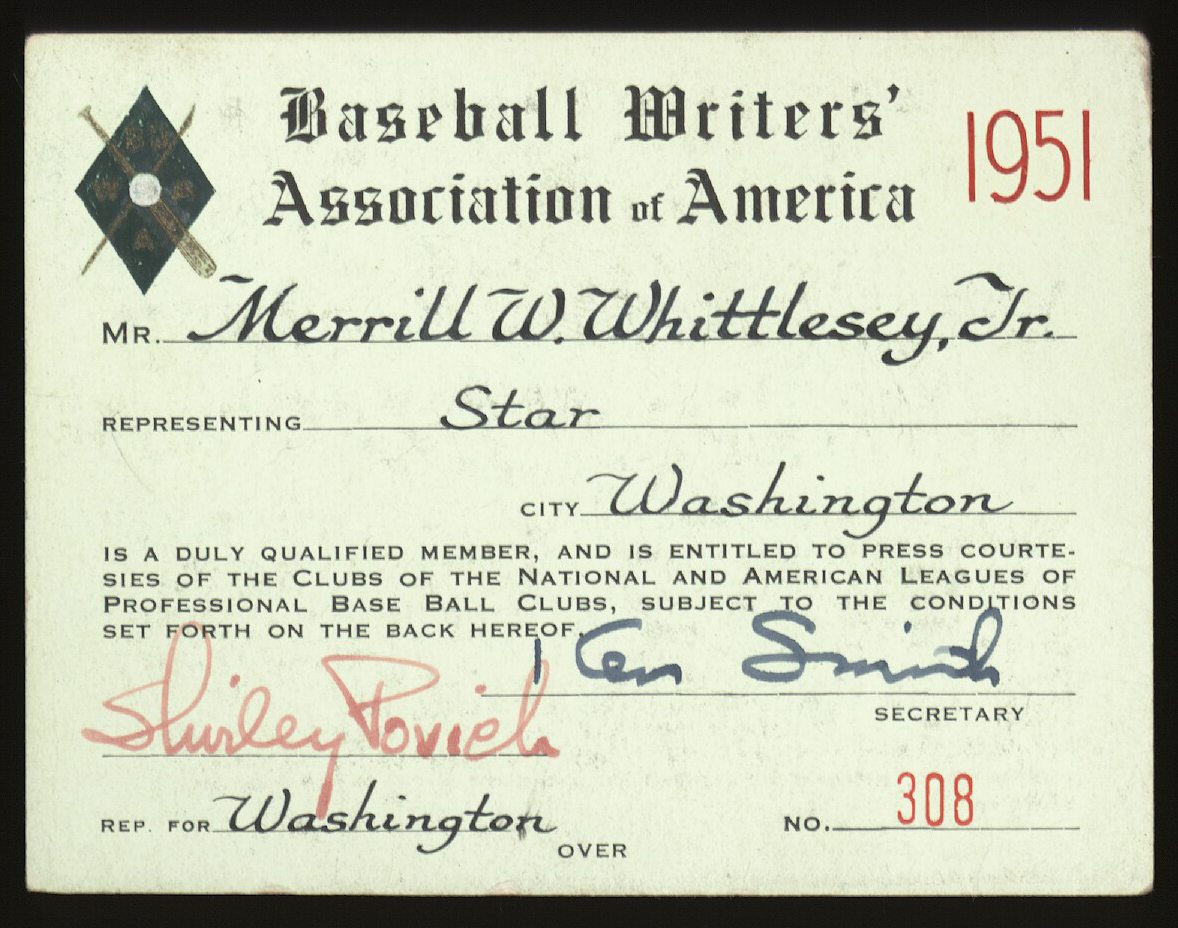 Baseball Writers'
Association of America
1951
MR. Merrill W. Whittlesey, Jr.
REPRESENTING Star
CITY Washington
IS A DULY QUALIFIED MEMBER, AND IS ENTITLED TO PRESS COURTE-
SIES OF THE CLUBS OF THE NATIONAL AND AMERICAN LEAGUES OF
PROFESSIONAL BASE BALL CLUBS, SUBJECT TO THE CONDITIONS
SET FORTH ON THE BACK HEREOF.
Ken Smith
SECRETARY
Shirley Povich
REP. FOR Washington
NO. 308
OVER